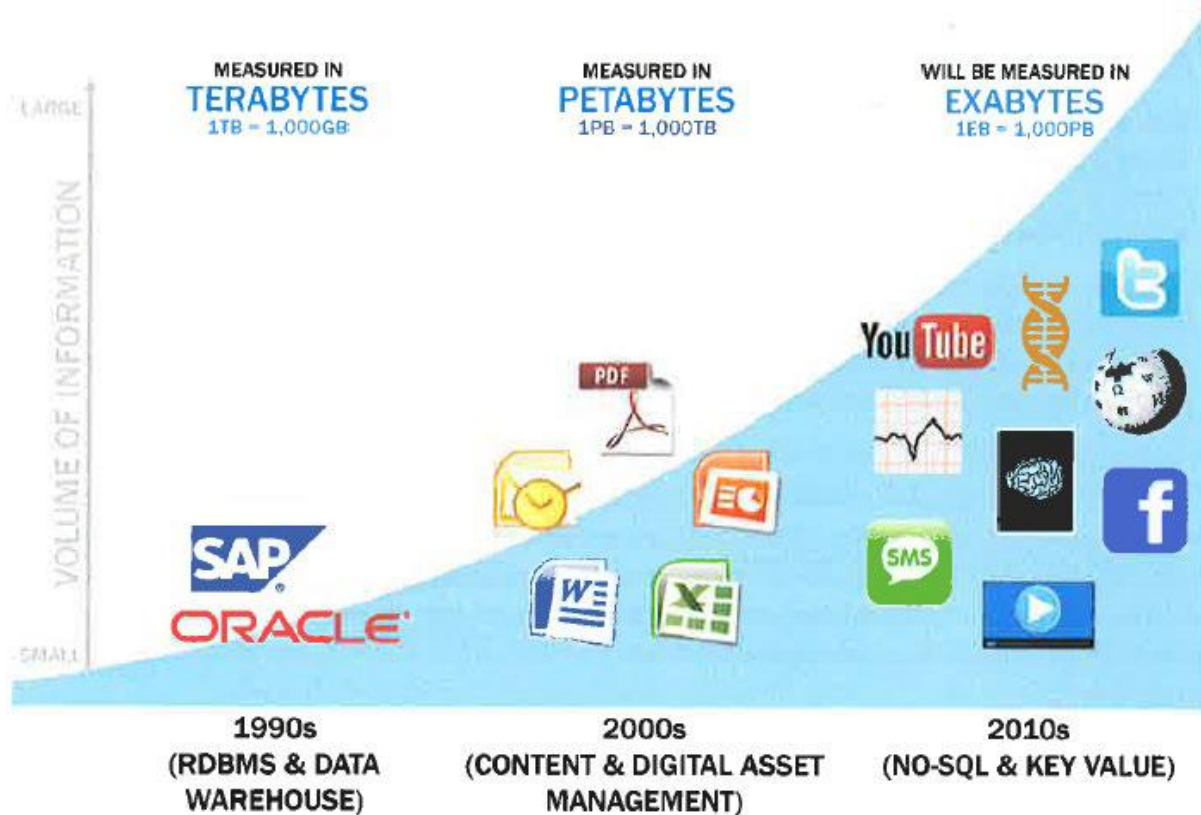 MEASURED IN
TERABYTES
1TB = 1,000GB
MEASURED IN
PETABYTES
1PB = 1,000TB
WILL BE MEASURED IN
EXABYTES
1EB = 1,000PB
LARGE
VOLUME OF INFORMATION
SMALL
SAP®
ORACLE®
PDF
W
X
YouTube
t
SMS
f
1990s
(RDBMS & DATA
WAREHOUSE)
2000s
(CONTENT & DIGITAL ASSET
MANAGEMENT)
2010s
(NO-SQL & KEY VALUE)